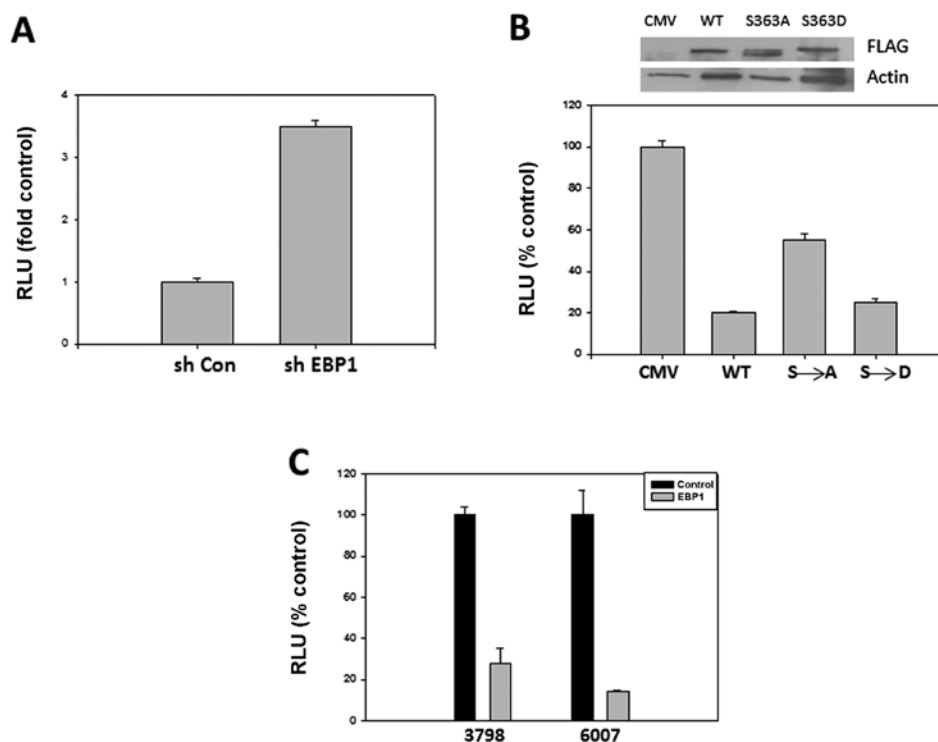 A
RLU (fold control)
4
3
2
1
0
sh Con
sh EBP1
B
CMV WT S363A S363D
FLAG
Actin
RLU (% control)
120
100
80
60
40
20
0
CMV
WT
S→A
S→D
C
RLU (% control)
120
100
80
60
40
20
0
Control
EBP1
3798
6007